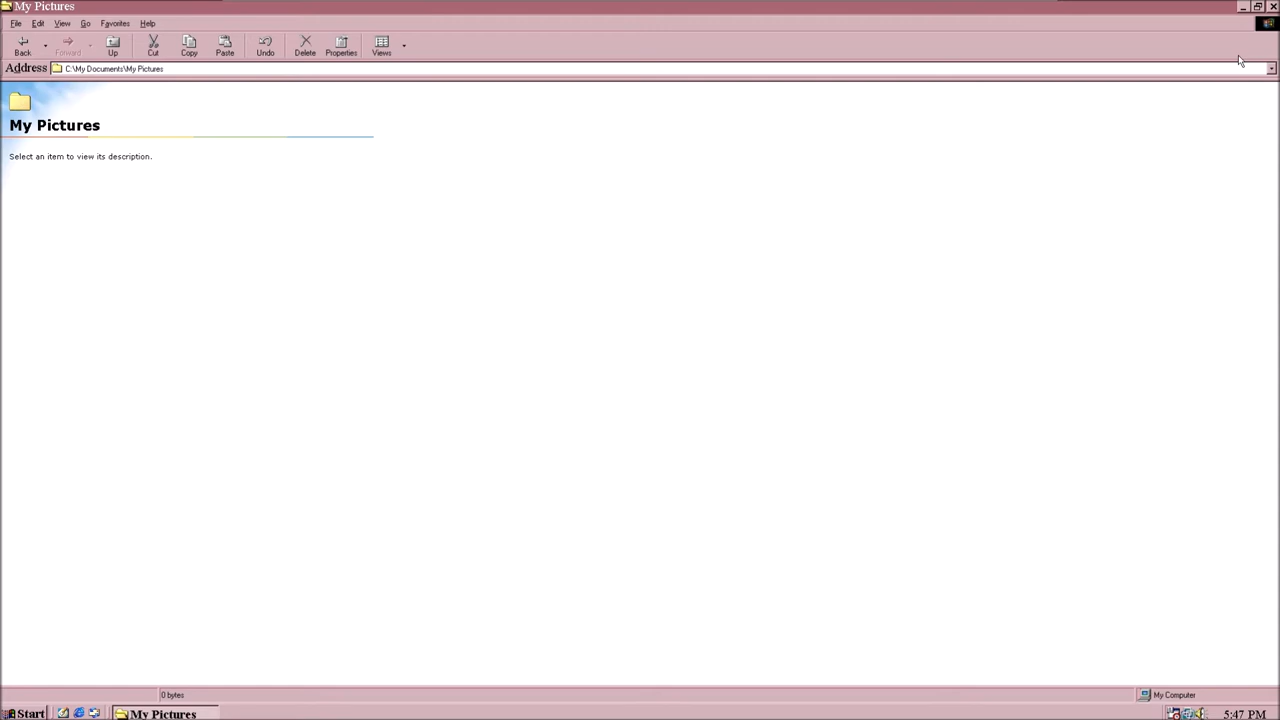 My Pictures
File Edit View Go Favorites Help
Back Forward Up Cut Copy Paste Undo Delete Properties Views
Address C:\My Documents\My Pictures
My Pictures
Select an item to view its description.
0 bytes My Computer
Start My Pictures 5:47 PM